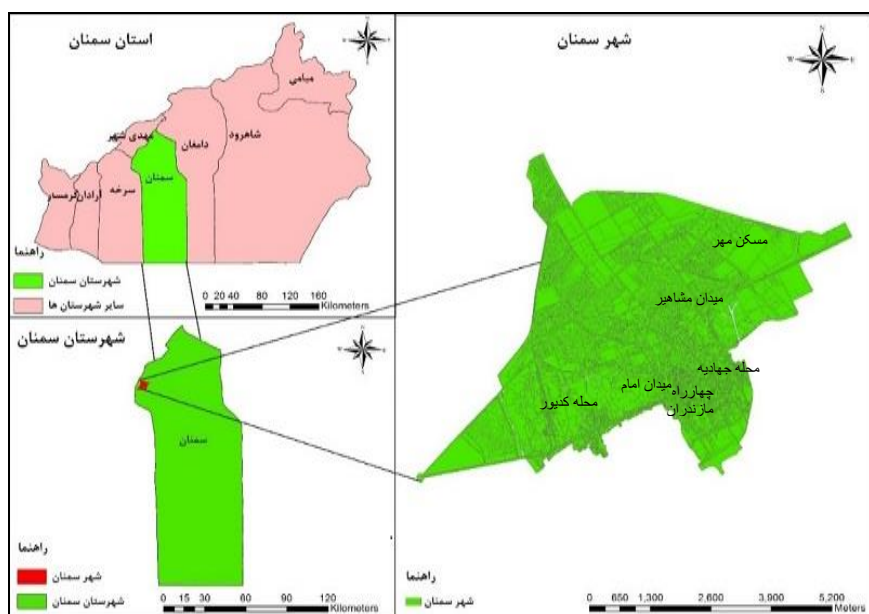 استان سمنان
N
میامی
شاهرود
دامغان
مهدی شهر
سمنان
سرخه
آرادان
گرمسار
راهنما
شهرستان سمنان
سایر شهرستان ها
0 20 40 80 120 160
Kilometers
شهرستان سمنان
N
سمنان
راهنما
شهر سمنان
شهرستان سمنان
0 15 30 60 90 120
Kilometers
شهر سمنان
N
W E
S
مسکن مهر
میدان مشاهیر
محله جهادیه
میدان امام
چهارراه
مازندران
محله کدیور
راهنما
شهر سمنان
0 650 1,300 2,600 3,900 5,200
Meters